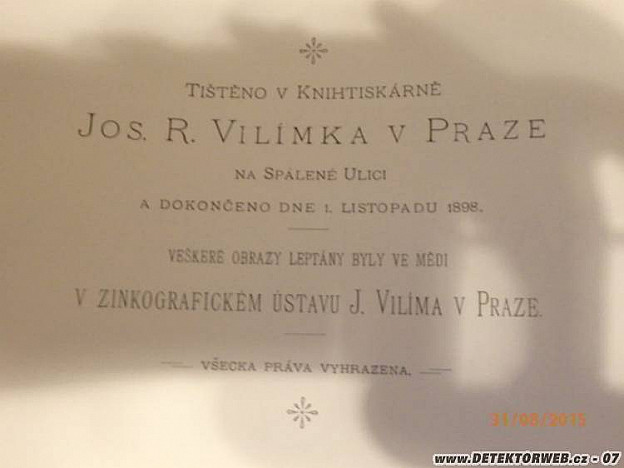 TIŠTĚNO V KNIHTISKÁRNĚ
JOS. R. VILÍMKA V PRAZE
NA SPÁLENÉ ULICI
A DOKONČENO DNE 1. LISTOPADU 1898.
VEŠKERÉ OBRAZY LEPTÁNY BYLY VE MĚDI
V ZINKOGRAFICKÉM ÚSTAVU J. VILÍMA V PRAZE.
VŠECKA PRÁVA VYHRAZENA.
31/08/2015
www.DETEKTORWEB.cz - 07